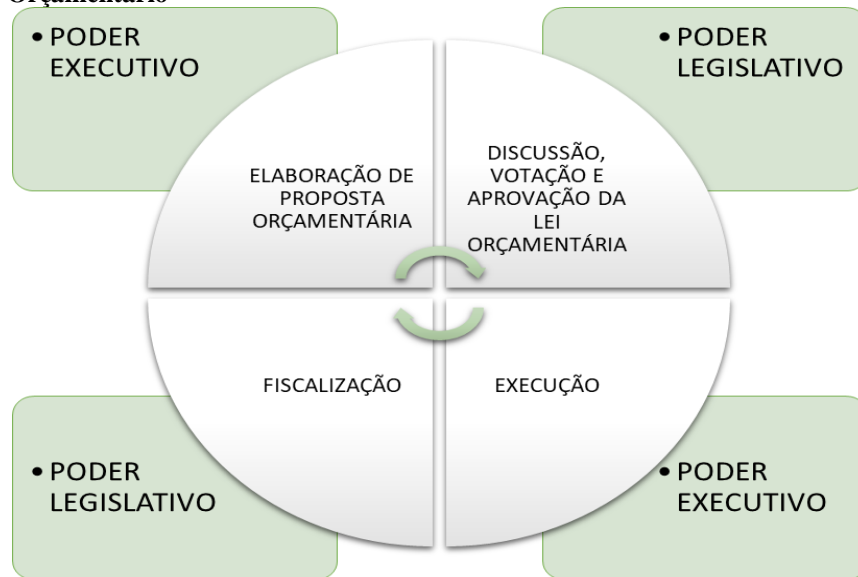 Orçamentário
• PODER
EXECUTIVO
• PODER
LEGISLATIVO
ELABORAÇÃO DE
PROPOSTA
ORÇAMENTÁRIA
DISCUSSÃO,
VOTAÇÃO E
APROVAÇÃO DA
LEI
ORÇAMENTÁRIA
FISCALIZAÇÃO
EXECUÇÃO
• PODER
LEGISLATIVO
• PODER
EXECUTIVO